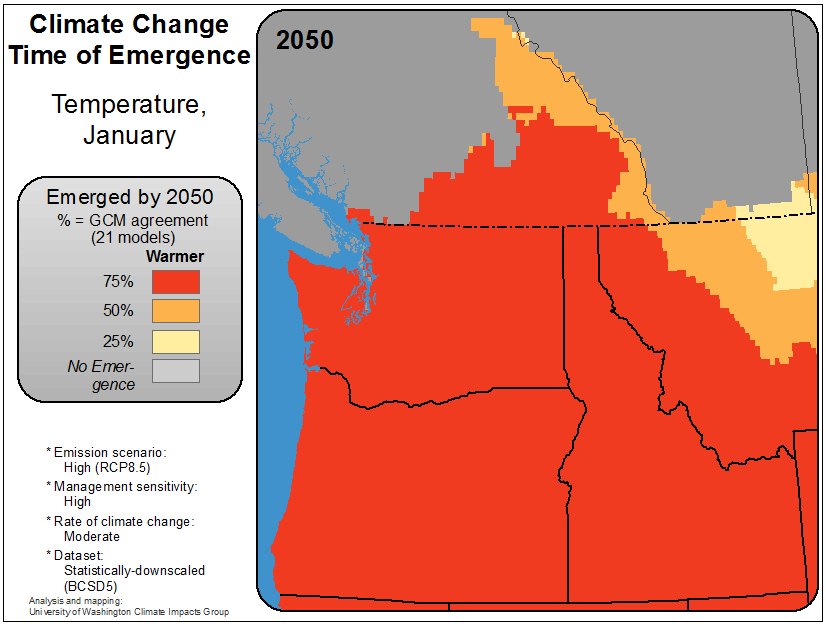 Climate Change
Time of Emergence
Temperature,
January
2050
Emerged by 2050
% = GCM agreement
(21 models)
Warmer
75%
50%
25%
No Emer-
gence
* Emission scenario:
High (RCP8.5)
* Management sensitivity:
High
* Rate of climate change:
Moderate
* Dataset:
Statistically-downscaled
(BCSD5)
Analysis and mapping:
University of Washington Climate Impacts Group